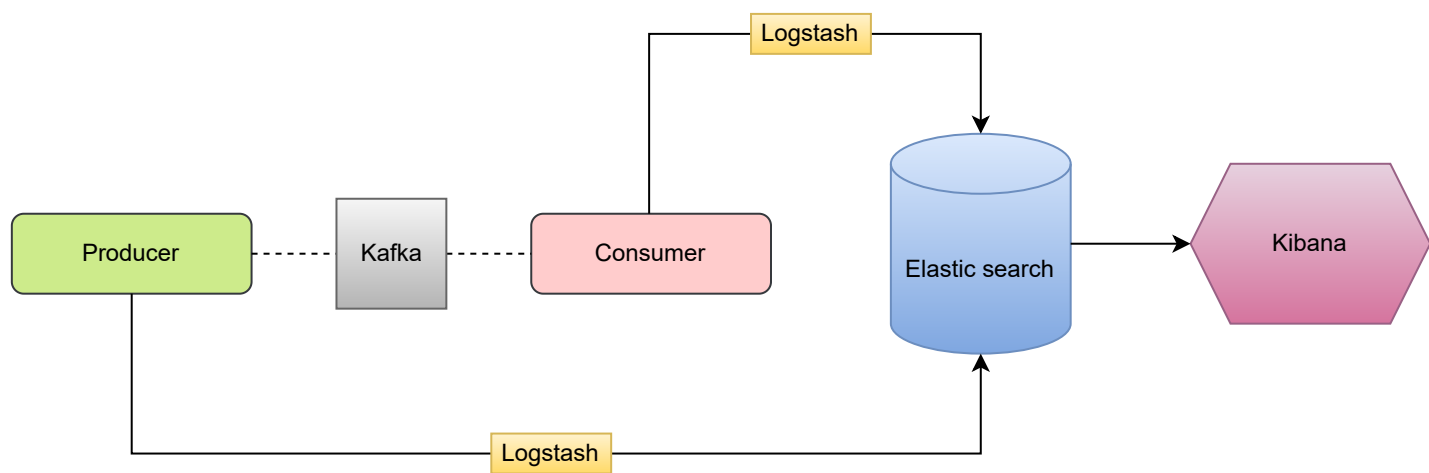 Logstash
Producer
Kafka
Consumer
Elastic search
Kibana
Logstash